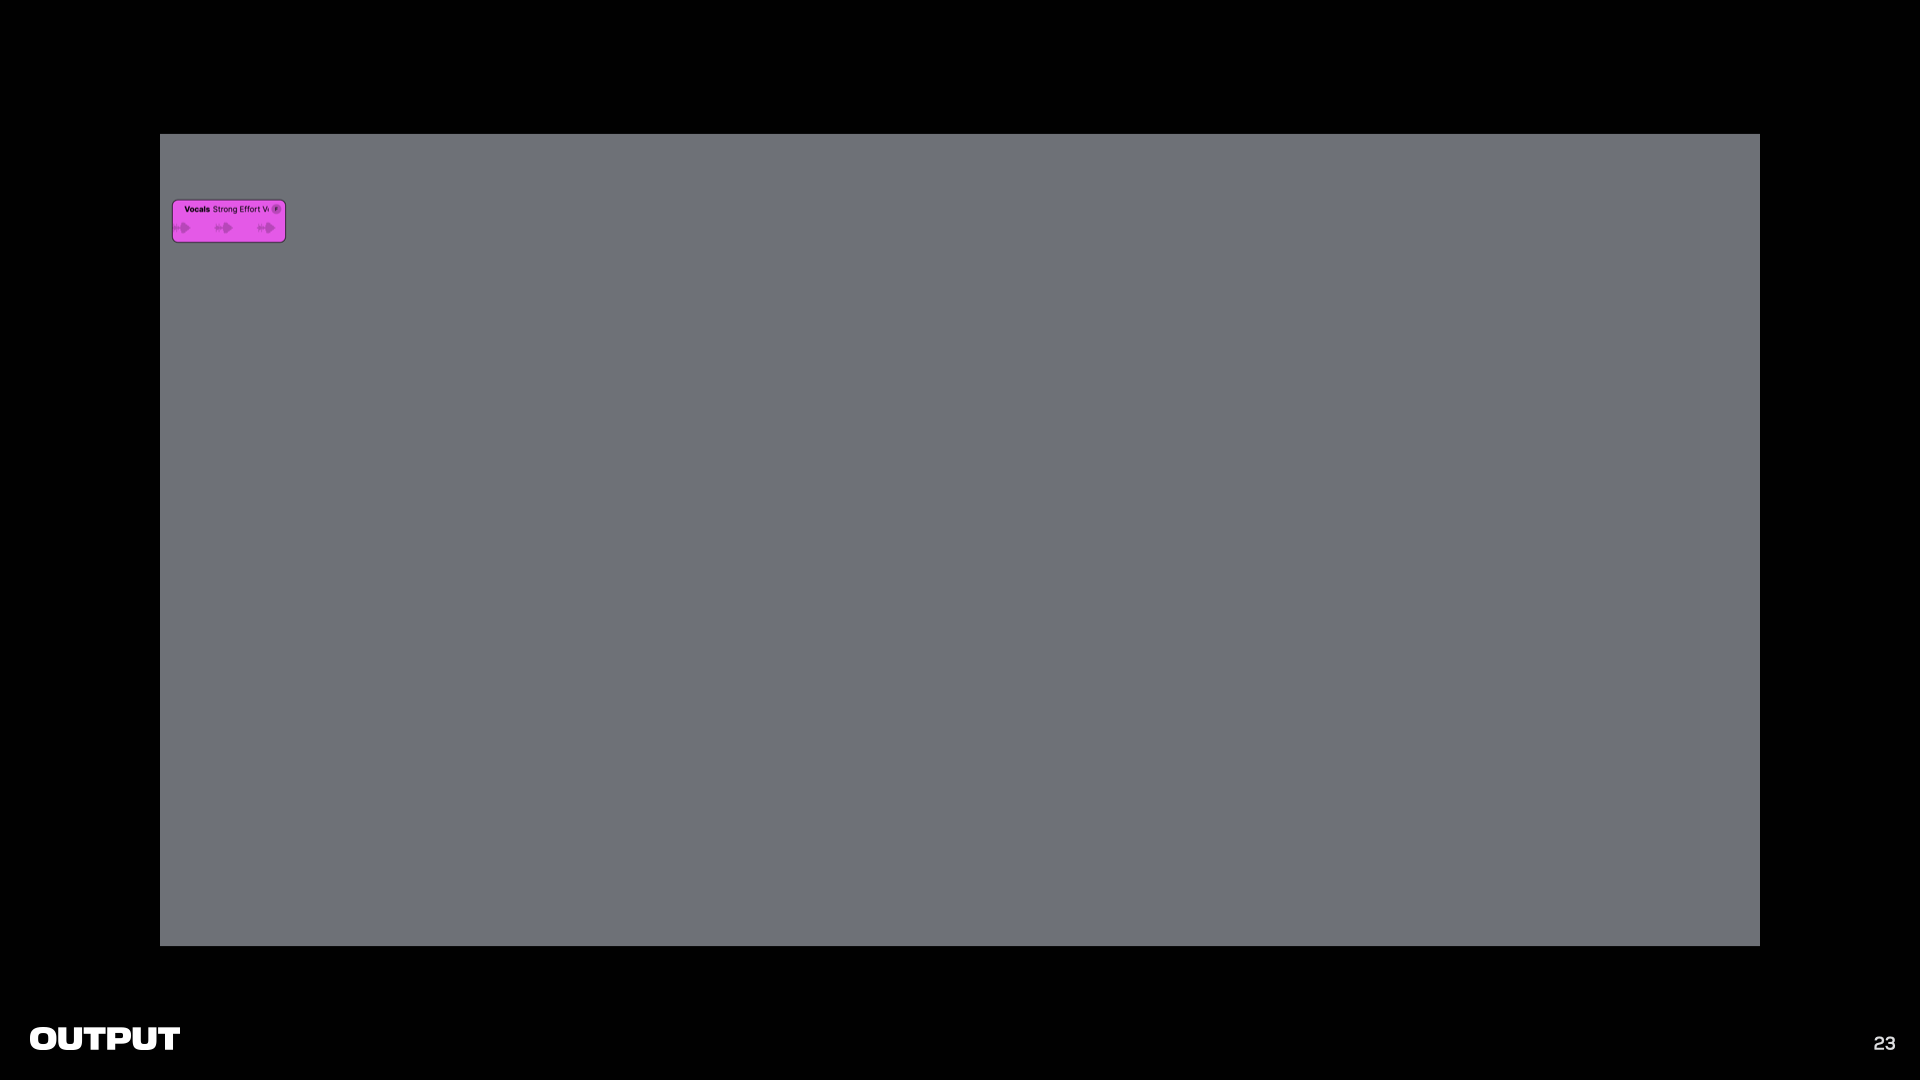 Vocals Strong Effort
OUTPUT
23